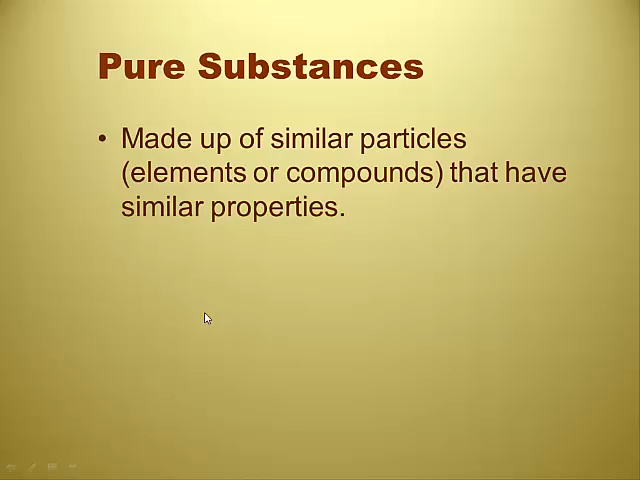 Pure Substances
• Made up of similar particles
(elements or compounds) that have
similar properties.